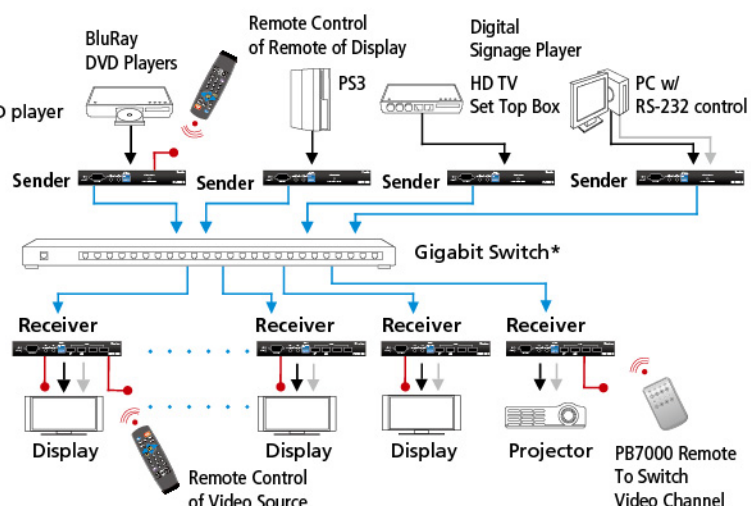 BluRay
DVD Players
Remote Control
of Remote of Display
Digital
Signage Player
player
PS3
HD TV
Set Top Box
PC w/
RS-232 control
Sender
Sender
Sender
Sender
Gigabit Switch*
Receiver
Receiver
Receiver
Receiver
Display
Display
Display
Projector
Remote Control
of Video Source
PB7000 Remote
To Switch
Video Channel